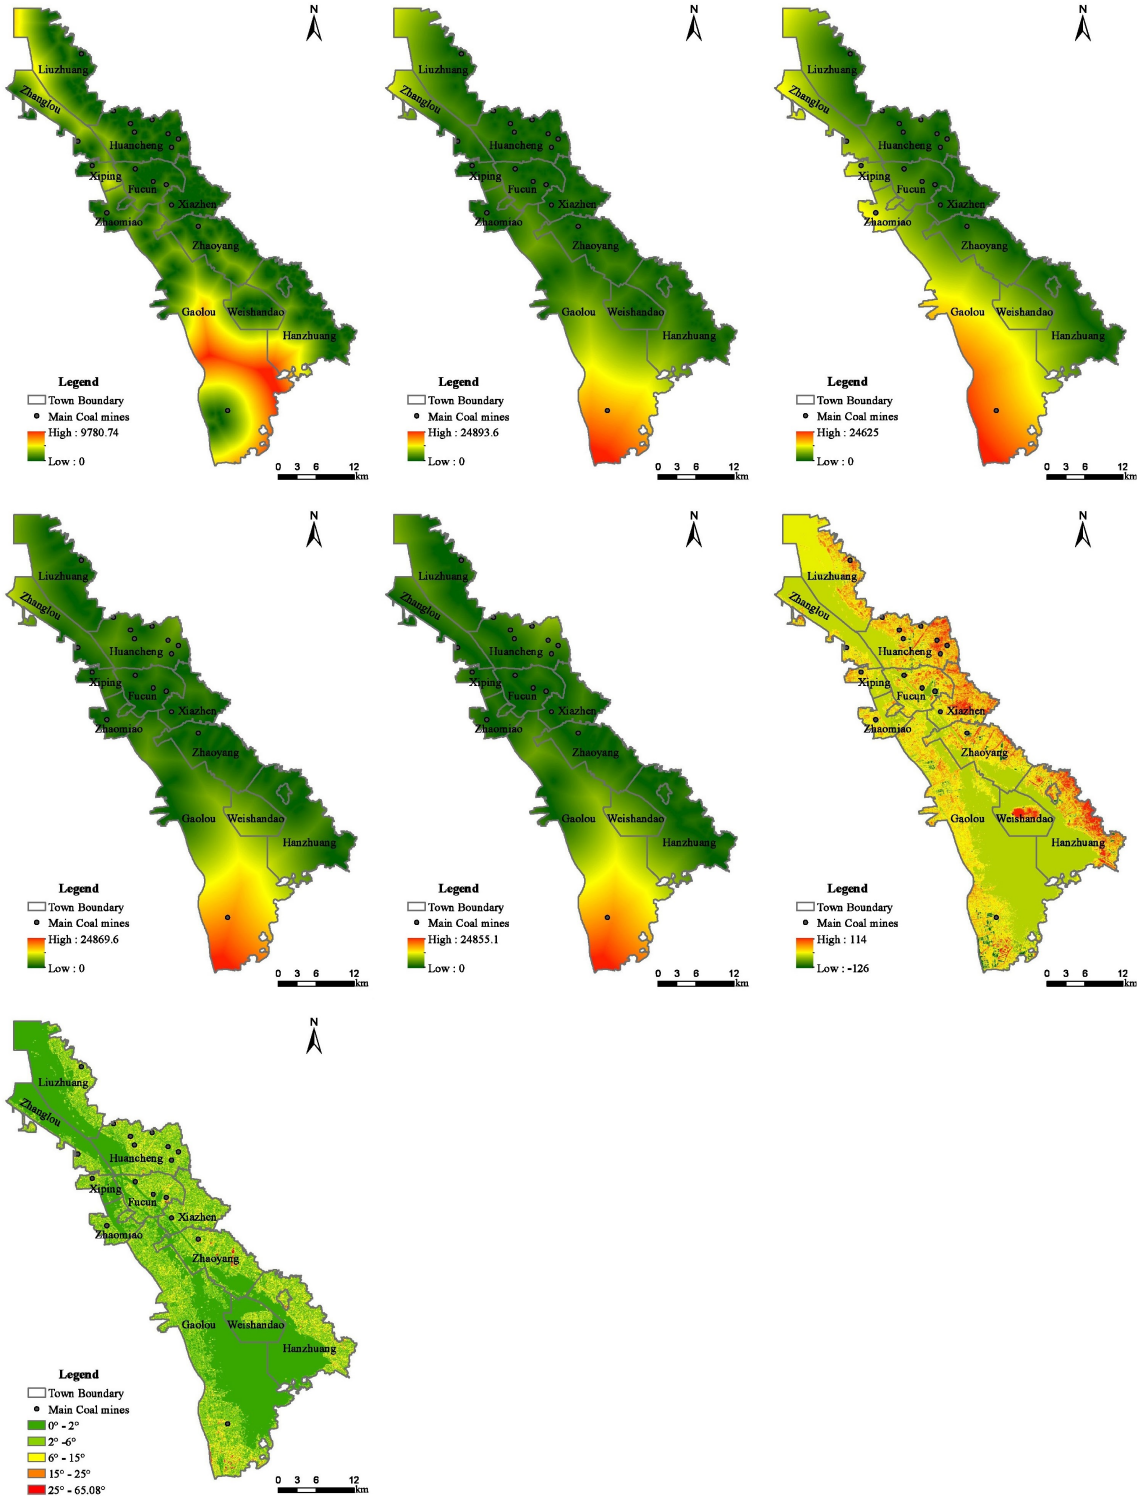 N
Liuzhuang
Zhanglou
Huancheng
Xiping
Fucun
Xiazhen
Zhaomiao
Zhaoyang
Gaolou
Weishandao
Hanzhuang
Legend
Town Boundary
Main Coal mines
High : 9780.74
Low : 0
0 3 6 12
km
N
Liuzhuang
Zhanglou
Huancheng
Xiping
Fucun
Xiazhen
Zhaomiao
Zhaoyang
Gaolou
Weishandao
Hanzhuang
Legend
Town Boundary
Main Coal mines
High : 24893.6
Low : 0
0 3 6 12
km
N
Liuzhuang
Zhanglou
Huancheng
Xiping
Fucun
Xiazhen
Zhaomiao
Zhaoyang
Gaolou
Weishandao
Hanzhuang
Legend
Town Boundary
Main Coal mines
High : 24625
Low : 0
0 3 6 12
km
N
Liuzhuang
Zhanglou
Huancheng
Xiping
Fucun
Xiazhen
Zhaomiao
Zhaoyang
Gaolou
Weishandao
Hanzhuang
Legend
Town Boundary
Main Coal mines
High : 24869.6
Low : 0
0 3 6 12
km
N
Liuzhuang
Zhanglou
Huancheng
Xiping
Fucun
Xiazhen
Zhaomiao
Zhaoyang
Gaolou
Weishandao
Hanzhuang
Legend
Town Boundary
Main Coal mines
High : 24855.1
Low : 0
0 3 6 12
km
N
Liuzhuang
Zhanglou
Huancheng
Xiping
Fucun
Xiazhen
Zhaomiao
Zhaoyang
Gaolou
Weishandao
Hanzhuang
Legend
Town Boundary
Main Coal mines
High : 114
Low : -126
0 3 6 12
km
N
Liuzhuang
Zhanglou
Huancheng
Xiping
Fucun
Xiazhen
Zhaomiao
Zhaoyang
Gaolou
Weishandao
Hanzhuang
Legend
Town Boundary
Main Coal mines
0° - 2°
2° -6°
6° - 15°
15° - 25°
25° - 65.08°
0 3 6 12
km